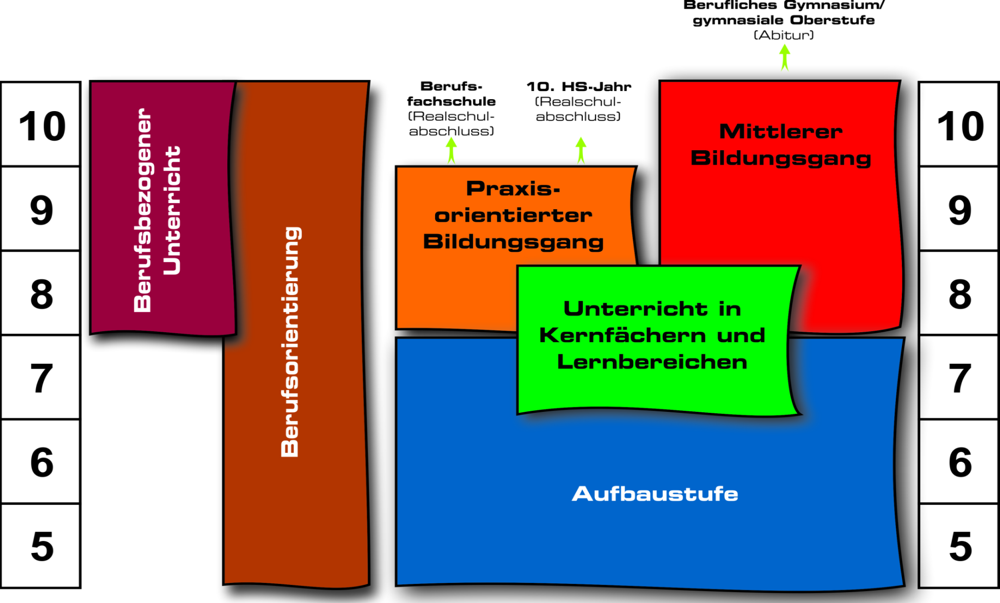 Berufliches Gymnasium/
gymnasiale Oberstufe
(Abitur)
10
9
8
7
6
5
Berufsbezogener
Unterricht
Berufsorientierung
Berufs-
fachschule
(Realschul-
abschluss)
10. HS-Jahr
(Realschul-
abschluss)
Praxis-
orientierter
Bildungsgang
Mittlerer
Bildungsgang
Unterricht in
Kernfächern und
Lernbereichen
Aufbaustufe
10
9
8
7
6
5